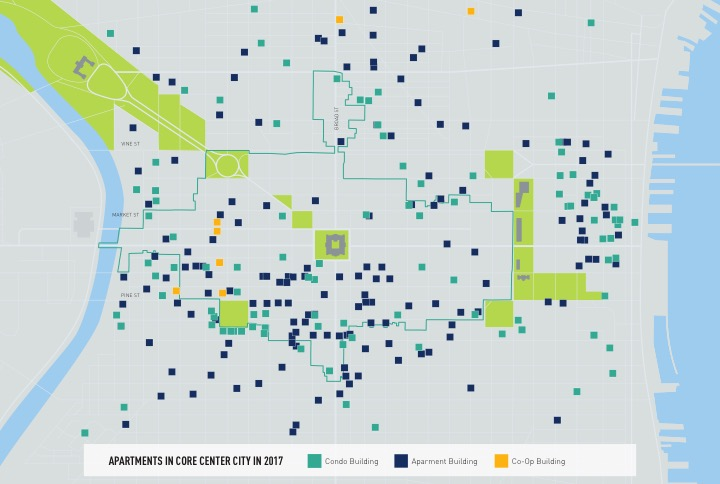 BROAD ST
VINE ST
MARKET ST
PINE ST
APARTMENTS IN CORE CENTER CITY IN 2017
Condo Building
Aparment Building
Co-Op Building